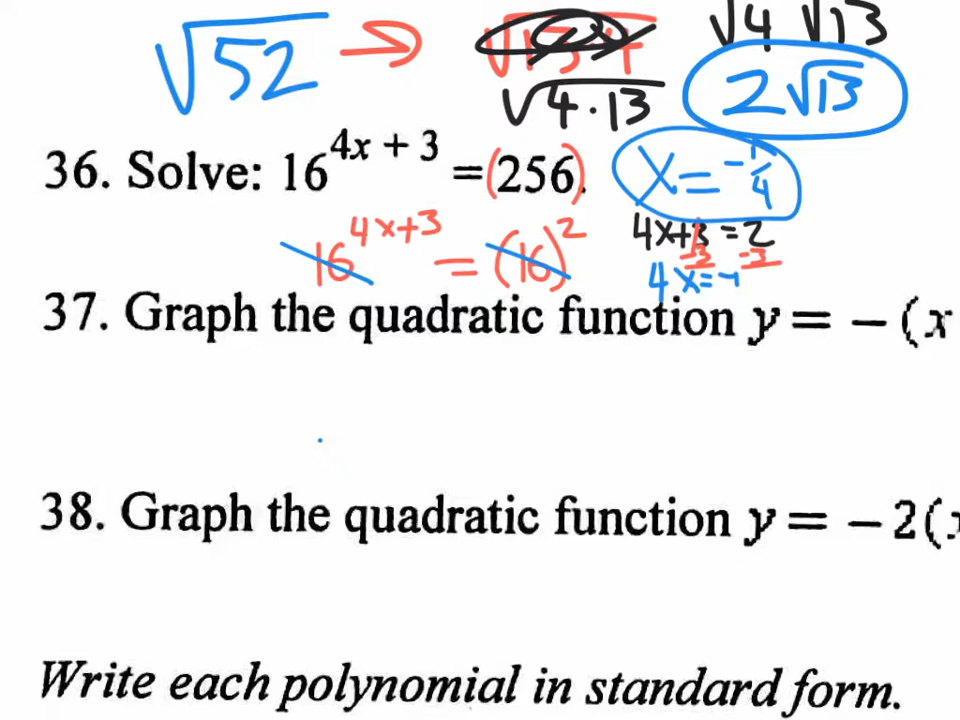 √52 → √4 · 13 √4 √13
2√13
36. Solve: 16^(4x + 3) = (256). x = -1/4
16^(4x+3) = (16)^2 4x+3 = 2
-3 -3
4x = -1
37. Graph the quadratic function y = − (x
38. Graph the quadratic function y = − 2(x
Write each polynomial in standard form.